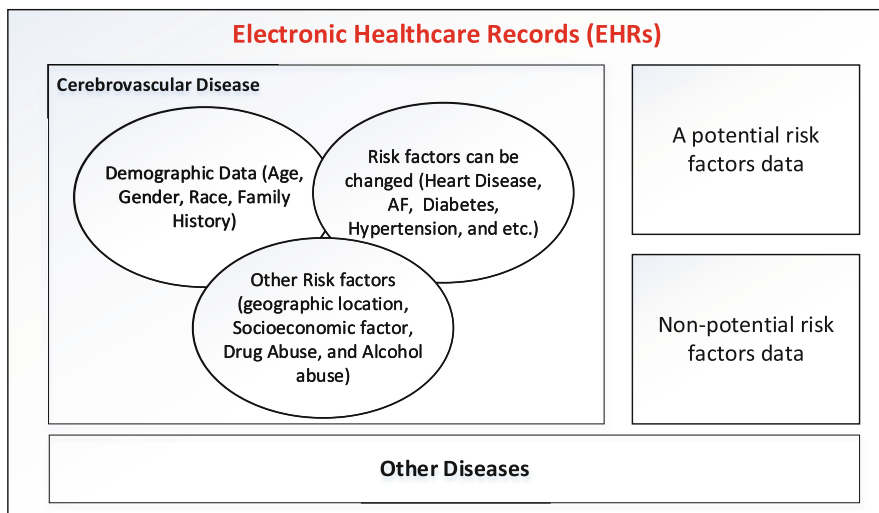 Electronic Healthcare Records (EHRs)
Cerebrovascular Disease
Demographic Data (Age,
Gender, Race, Family
History)
Risk factors can be
changed (Heart Disease,
AF, Diabetes,
Hypertension, and etc.)
Other Risk factors
(geographic location,
Socioeconomic factor,
Drug Abuse, and Alcohol
abuse)
A potential risk
factors data
Non-potential risk
factors data
Other Diseases